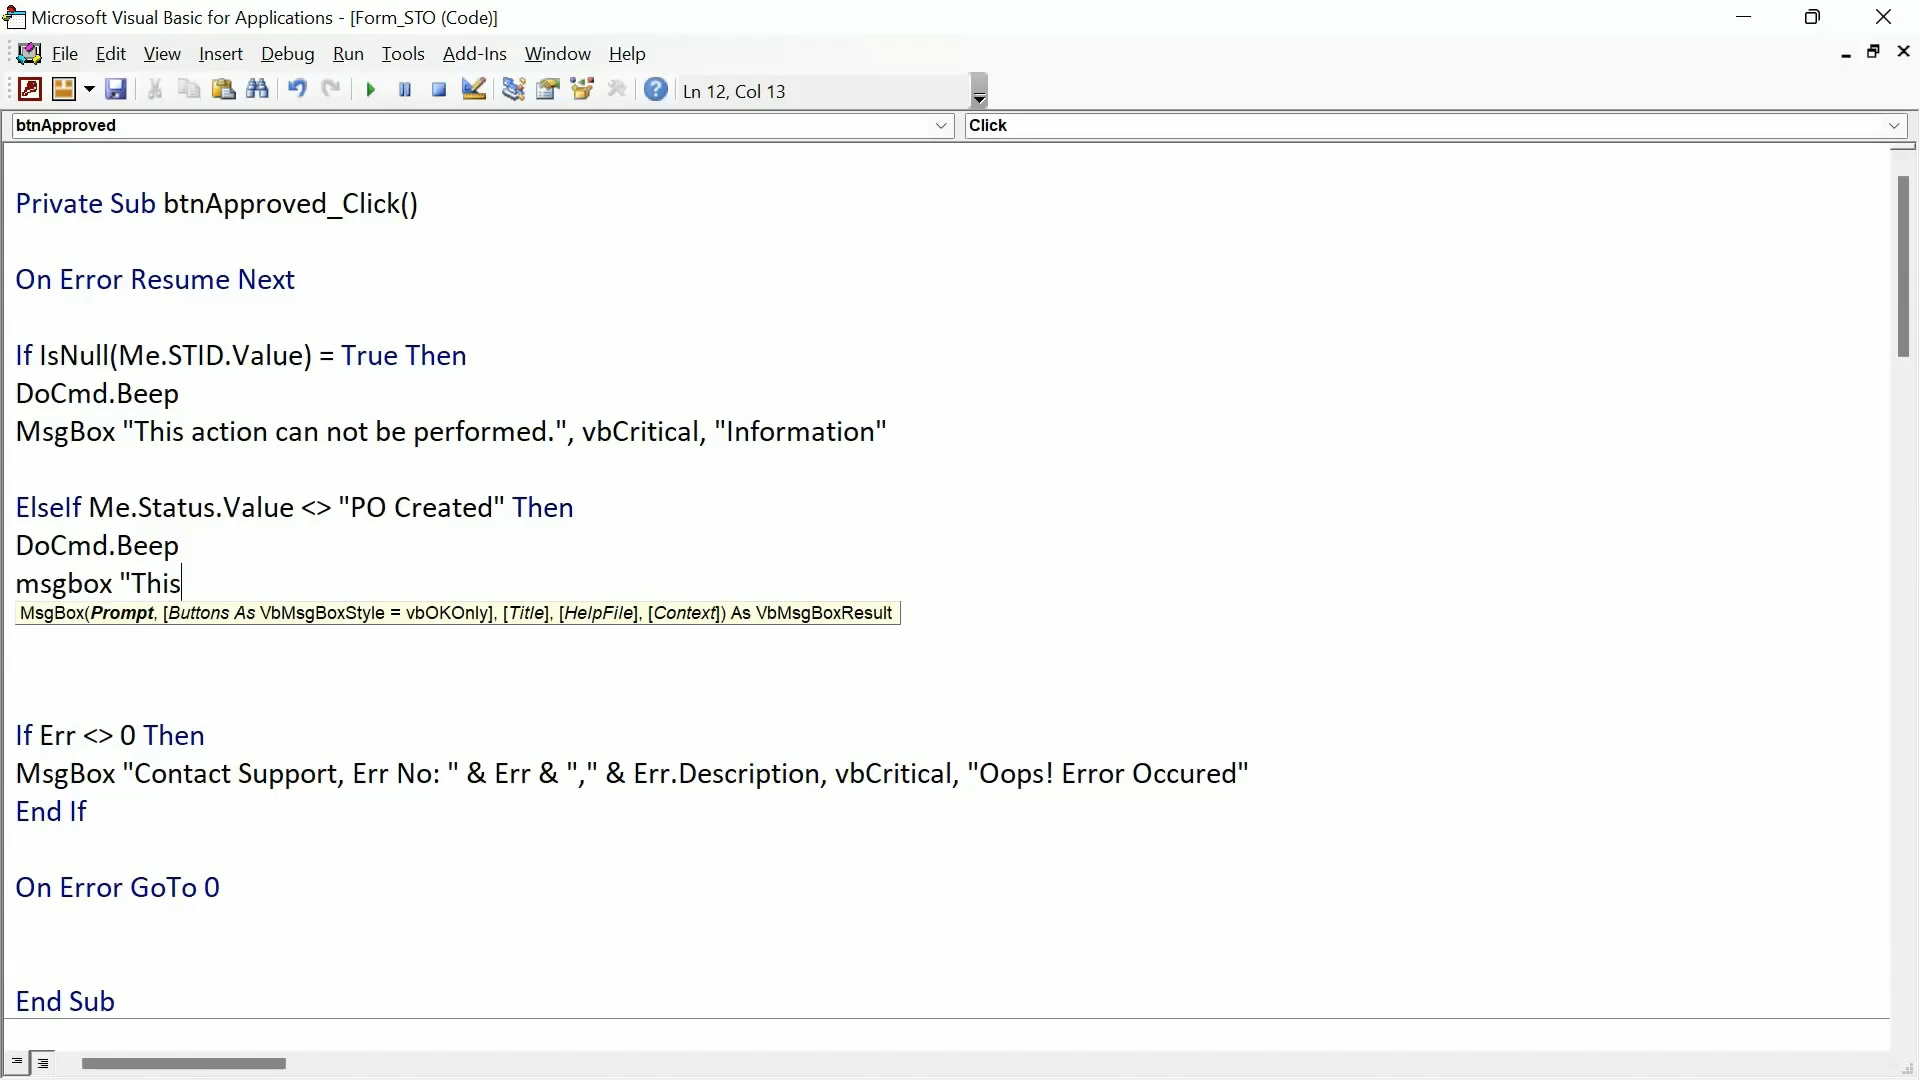 Microsoft Visual Basic for Applications - [Form_STO (Code)]
File Edit View Insert Debug Run Tools Add-Ins Window Help
Ln 12, Col 13
btnApproved Click
Private Sub btnApproved_Click()
On Error Resume Next
If IsNull(Me.STID.Value) = True Then
DoCmd.Beep
MsgBox "This action can not be performed.", vbCritical, "Information"
ElseIf Me.Status.Value <> "PO Created" Then
DoCmd.Beep
msgbox "This
MsgBox(Prompt, [Buttons As VbMsgBoxStyle = vbOKOnly], [Title], [HelpFile], [Context]) As VbMsgBoxResult
If Err <> 0 Then
MsgBox "Contact Support, Err No: " & Err & "," & Err.Description, vbCritical, "Oops! Error Occured"
End If
On Error GoTo 0
End Sub